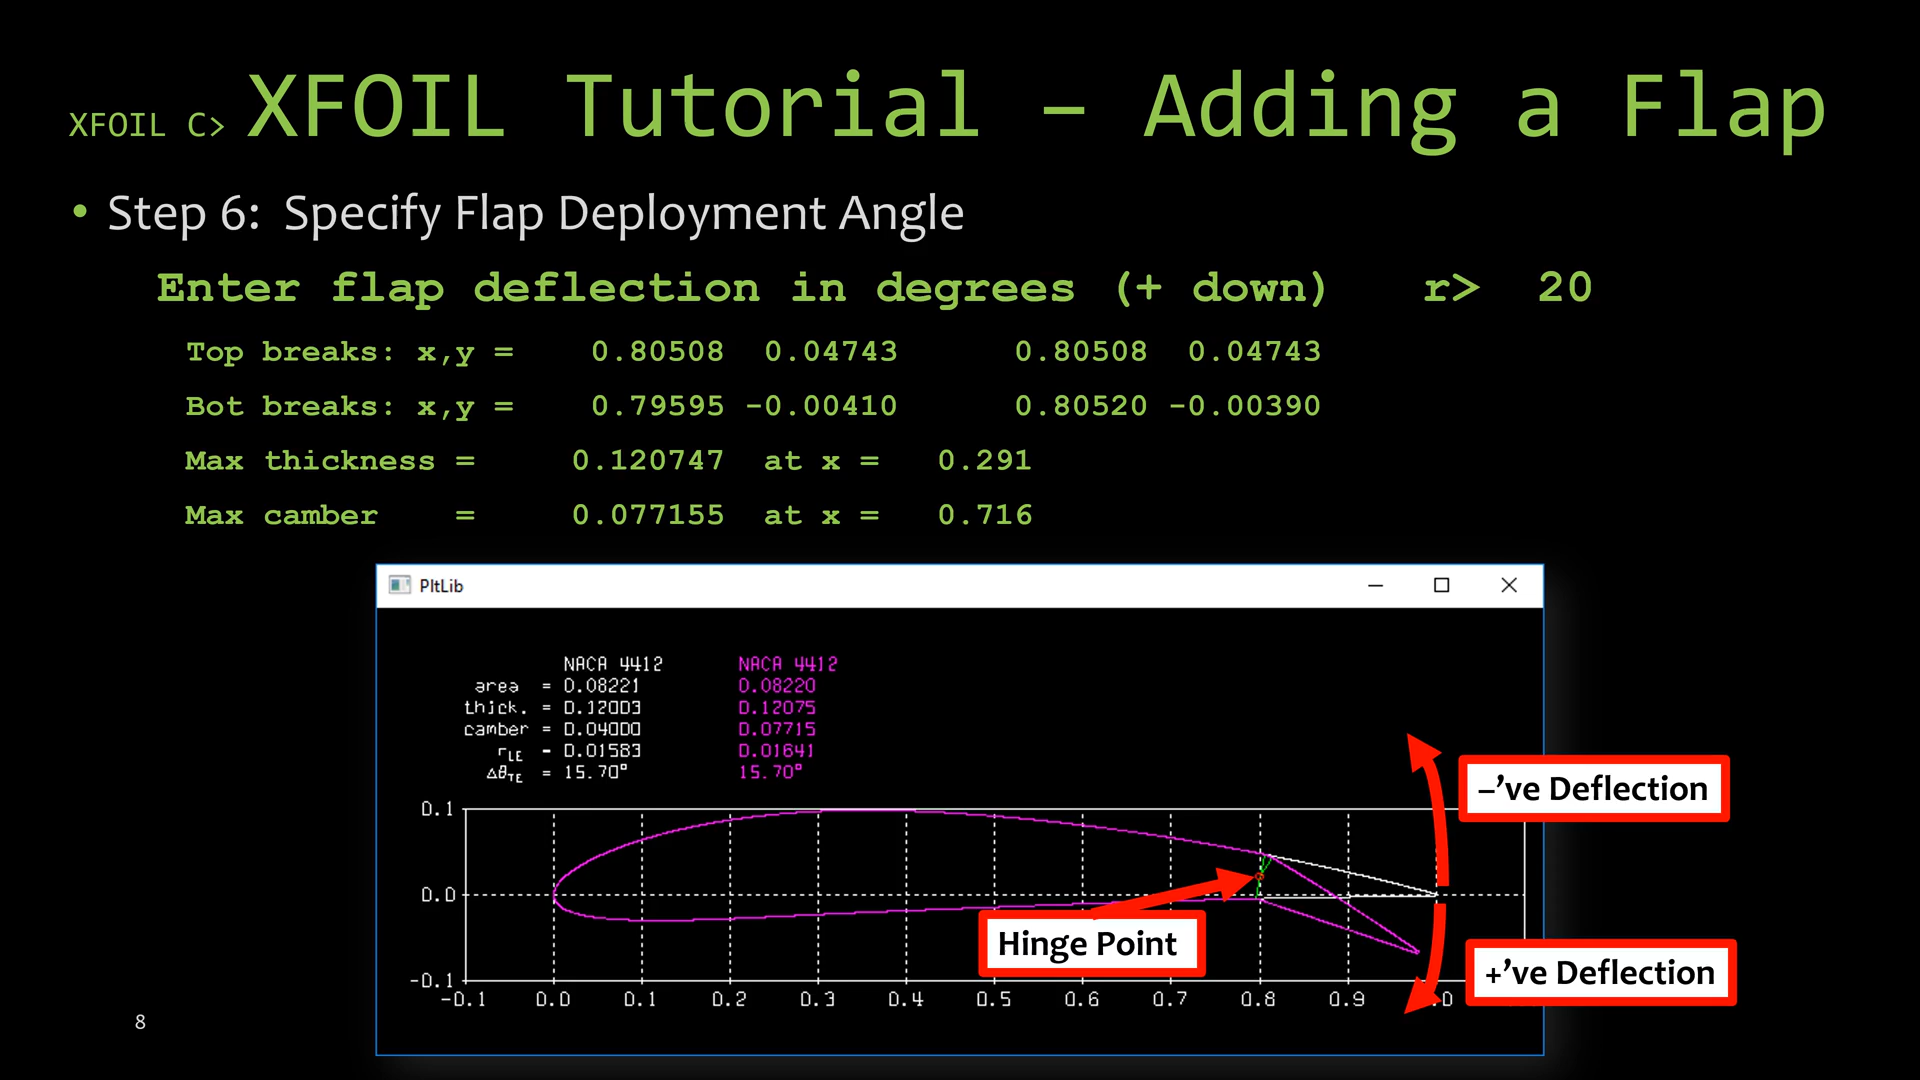 XFOIL C> XFOIL Tutorial – Adding a Flap
• Step 6: Specify Flap Deployment Angle
Enter flap deflection in degrees (+ down) r> 20
Top breaks: x,y = 0.80508 0.04743 0.80508 0.04743
Bot breaks: x,y = 0.79595 -0.00410 0.80520 -0.00390
Max thickness = 0.120747 at x = 0.291
Max camber = 0.077155 at x = 0.716
PltLib
NACA 4412 NACA 4412
area = 0.08221 0.08220
thick. = 0.12003 0.12075
camber = 0.04000 0.07715
rLE = 0.01583 0.01641
ΔθTE = 15.70° 15.70°
–’ve Deflection
0.1
0.0
Hinge Point
+’ve Deflection
-0.1
-0.1 0.0 0.1 0.2 0.3 0.4 0.5 0.6 0.7 0.8 0.9
8